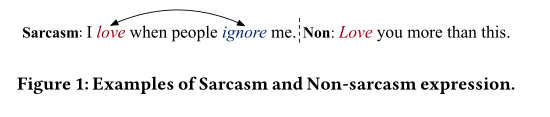 Sarcasm: I love when people ignore me. Non: Love you more than this.
Figure 1: Examples of Sarcasm and Non-sarcasm expression.